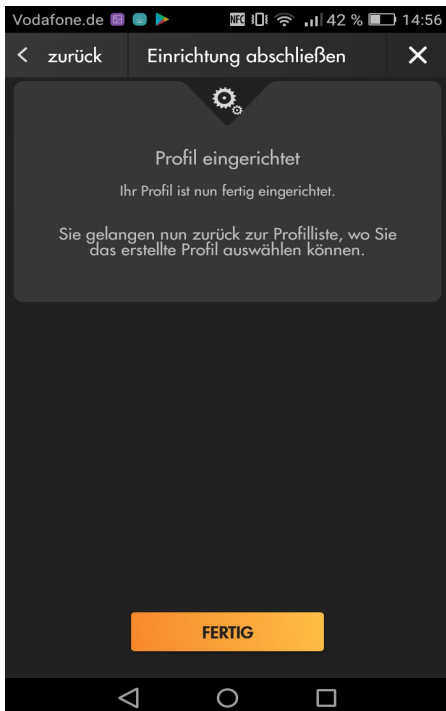 Vodafone.de NFC 42 % 14:56
zurück Einrichtung abschließen
Profil eingerichtet
Ihr Profil ist nun fertig eingerichtet.
Sie gelangen nun zurück zur Profilliste, wo Sie
das erstellte Profil auswählen können.
FERTIG